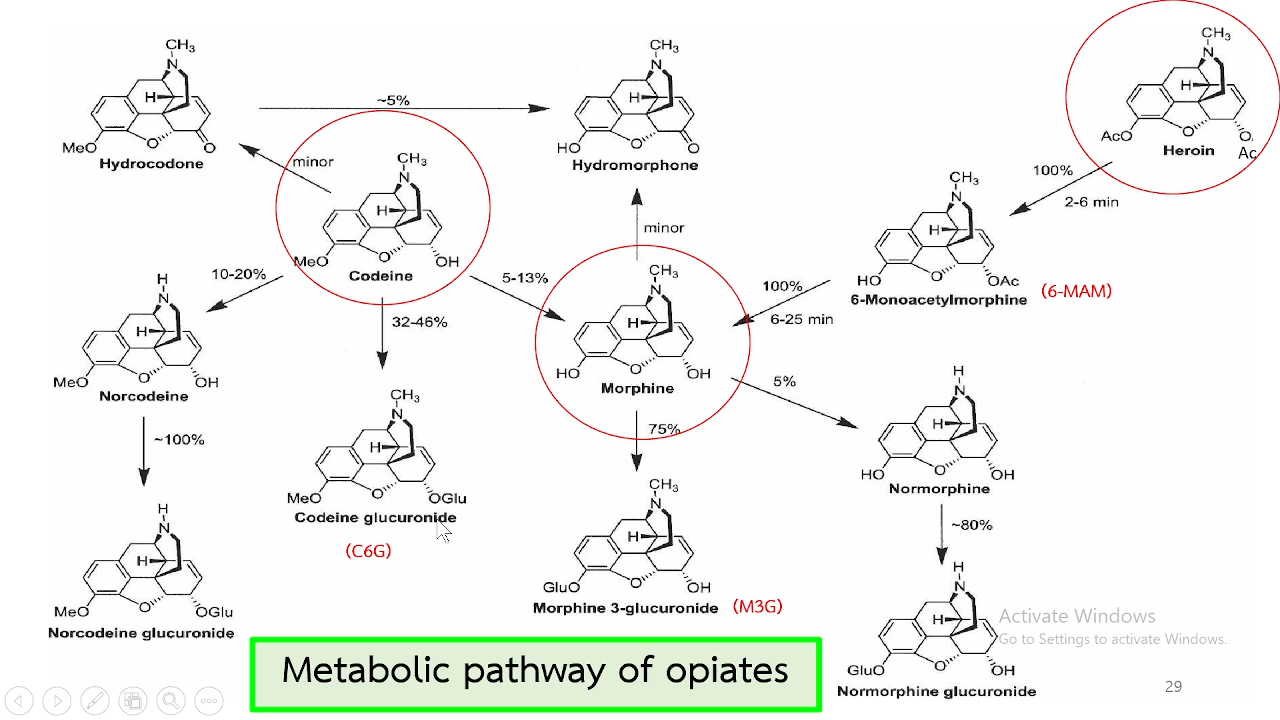 CH₃
N
H
MeO
O
O
Hydrocodone
~5%
CH₃
N
H
HO
O
O
Hydromorphone
CH₃
N
H
AcO
O
O
Ac
Heroin
minor
CH₃
N
H
MeO
O
OH
Codeine
minor
100%
2-6 min
CH₃
N
H
HO
O
OAc
6-Monoacetylmorphine
(6-MAM)
10-20%
32-46%
5-13%
100%
6-25 min
H
N
H
MeO
O
OH
Norcodeine
CH₃
N
H
HO
O
OH
Morphine
5%
75%
~100%
CH₃
N
H
MeO
O
OGlu
Codeine glucuronide
(C6G)
H
N
H
HO
O
OH
Normorphine
~80%
H
N
H
MeO
O
OGlu
Norcodeine glucuronide
CH₃
N
H
GluO
O
OH
Morphine 3-glucuronide
(M3G)
H
N
H
GluO
O
OH
Normorphine glucuronide
Metabolic pathway of opiates
Activate Windows
Go to Settings to activate Windows.
29